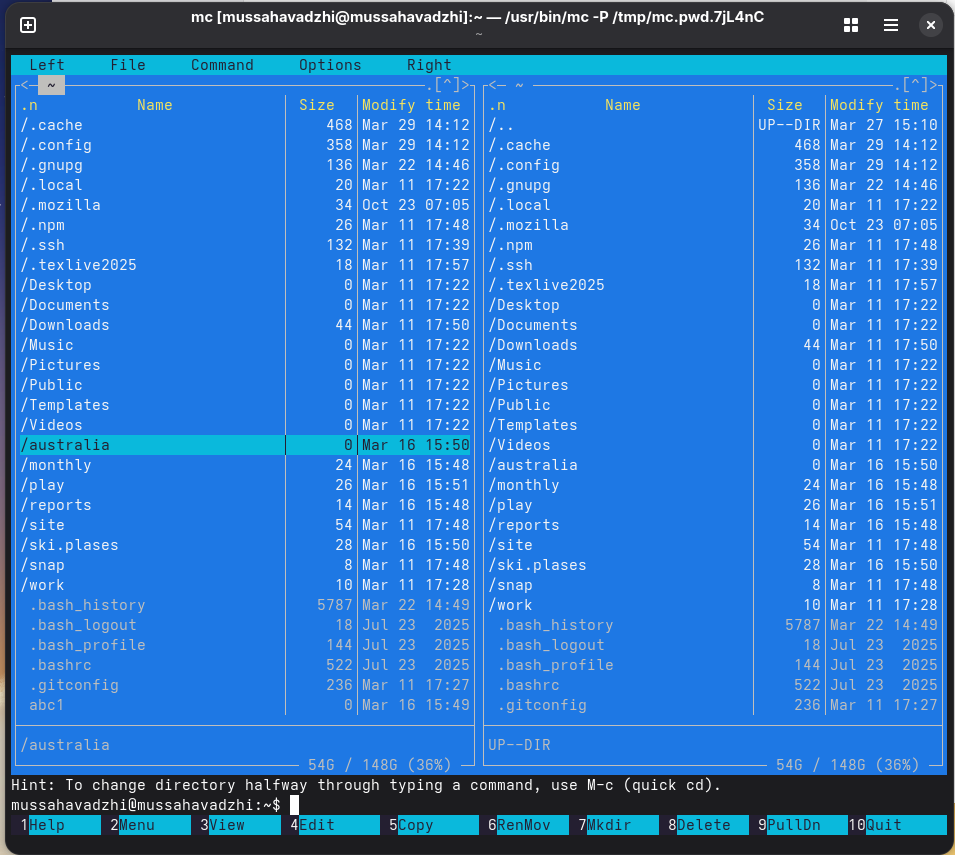 mc [mussahavadzhi@mussahavadzhi]:~ — /usr/bin/mc -P /tmp/mc.pwd.7jL4nC
~
Left File Command Options Right
<─ ~ .[^]> <─ ~ .[^]>
.n Name Size Modify time .n Name Size Modify time
/.cache 468 Mar 29 14:12 /.. UP--DIR Mar 27 15:10
/.config 358 Mar 29 14:12 /.cache 468 Mar 29 14:12
/.gnupg 136 Mar 22 14:46 /.config 358 Mar 29 14:12
/.local 20 Mar 11 17:22 /.gnupg 136 Mar 22 14:46
/.mozilla 34 Oct 23 07:05 /.local 20 Mar 11 17:22
/.npm 26 Mar 11 17:48 /.mozilla 34 Oct 23 07:05
/.ssh 132 Mar 11 17:39 /.npm 26 Mar 11 17:48
/.texlive2025 18 Mar 11 17:57 /.ssh 132 Mar 11 17:39
/Desktop 0 Mar 11 17:22 /.texlive2025 18 Mar 11 17:57
/Documents 0 Mar 11 17:22 /Desktop 0 Mar 11 17:22
/Downloads 44 Mar 11 17:50 /Documents 0 Mar 11 17:22
/Music 0 Mar 11 17:22 /Downloads 44 Mar 11 17:50
/Pictures 0 Mar 11 17:22 /Music 0 Mar 11 17:22
/Public 0 Mar 11 17:22 /Pictures 0 Mar 11 17:22
/Templates 0 Mar 11 17:22 /Public 0 Mar 11 17:22
/Videos 0 Mar 11 17:22 /Templates 0 Mar 11 17:22
/australia 0 Mar 16 15:50 /Videos 0 Mar 11 17:22
/monthly 24 Mar 16 15:48 /australia 0 Mar 16 15:50
/play 26 Mar 16 15:51 /monthly 24 Mar 16 15:48
/reports 14 Mar 16 15:48 /play 26 Mar 16 15:51
/site 54 Mar 11 17:48 /reports 14 Mar 16 15:48
/ski.plases 28 Mar 16 15:50 /site 54 Mar 11 17:48
/snap 8 Mar 11 17:48 /ski.plases 28 Mar 16 15:50
/work 10 Mar 11 17:28 /snap 8 Mar 11 17:48
.bash_history 5787 Mar 22 14:49 /work 10 Mar 11 17:28
.bash_logout 18 Jul 23 2025 .bash_history 5787 Mar 22 14:49
.bash_profile 144 Jul 23 2025 .bash_logout 18 Jul 23 2025
.bashrc 522 Jul 23 2025 .bash_profile 144 Jul 23 2025
.gitconfig 236 Mar 11 17:27 .bashrc 522 Jul 23 2025
abc1 0 Mar 16 15:49 .gitconfig 236 Mar 11 17:27
/australia UP--DIR
54G / 148G (36%) 54G / 148G (36%)
Hint: To change directory halfway through typing a command, use M-c (quick cd).
mussahavadzhi@mussahavadzhi:~$
1Help 2Menu 3View 4Edit 5Copy 6RenMov 7Mkdir 8Delete 9PullDn 10Quit